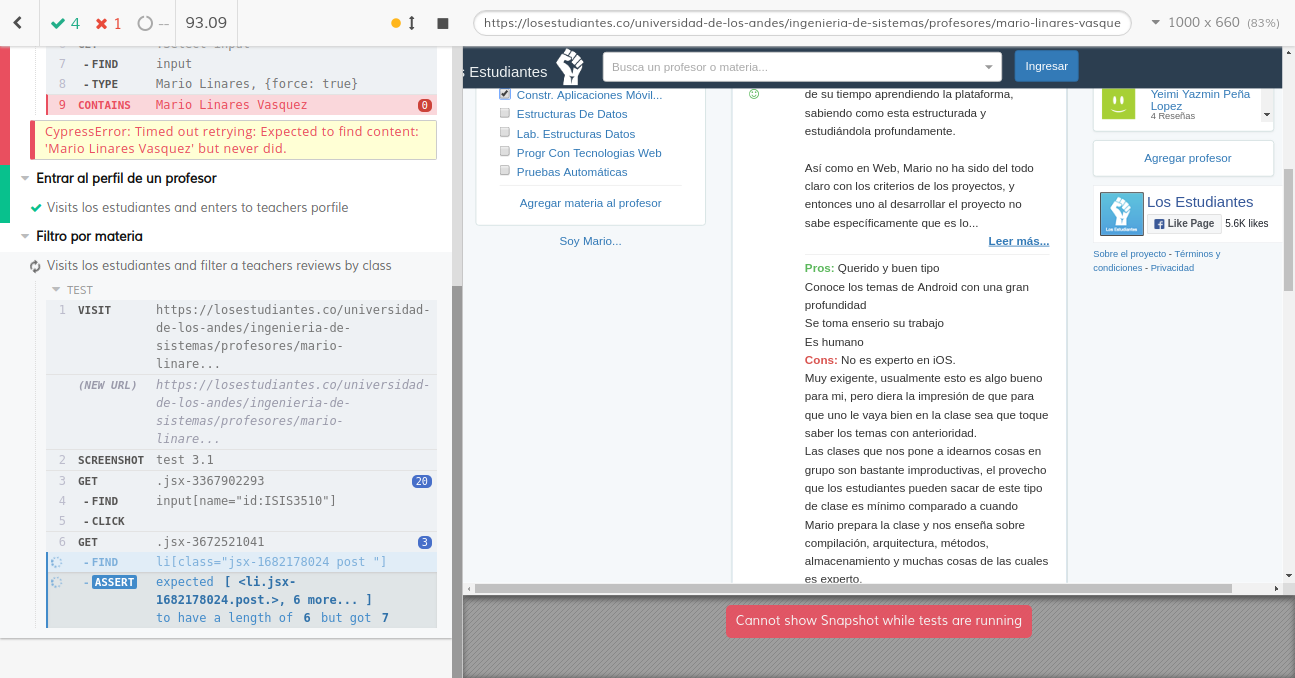 4
1
--
93.09
7 -FIND input
8 -TYPE Mario Linares, {force: true}
9 CONTAINS Mario Linares Vasquez 0
CypressError: Timed out retrying: Expected to find content:
'Mario Linares Vasquez' but never did.
Entrar al perfil de un profesor
Visits los estudiantes and enters to teachers porfile
Filtro por materia
Visits los estudiantes and filter a teachers reviews by class
TEST
1 VISIT https://losestudiantes.co/universidad-
de-los-andes/ingenieria-de-
sistemas/profesores/mario-
linare...
(NEW URL) https://losestudiantes.co/universidad-
de-los-andes/ingenieria-de-
sistemas/profesores/mario-
linare...
2 SCREENSHOT test 3.1
3 GET .jsx-3367902293 20
4 -FIND input[name="id:ISIS3510"]
5 -CLICK
6 GET .jsx-3672521041 3
-FIND li[class="jsx-1682178024 post "]
-ASSERT expected [ <li.jsx-
1682178024.post.>, 6 more... ]
to have a length of 6 but got 7
https://losestudiantes.co/universidad-de-los-andes/ingenieria-de-sistemas/profesores/mario-linares-vasque
1000 x 660 (83%)
s Estudiantes
Busca un profesor o materia...
Ingresar
Constr. Aplicaciones Móvil...
Estructuras De Datos
Lab. Estructuras Datos
Progr Con Tecnologias Web
Pruebas Automáticas
Agregar materia al profesor
Soy Mario...
de su tiempo aprendiendo la plataforma,
sabiendo como esta estructurada y
estudiándola profundamente.
Así como en Web, Mario no ha sido del todo
claro con los criterios de los proyectos, y
entonces uno al desarrollar el proyecto no
sabe específicamente que es lo...
Leer más...
Pros: Querido y buen tipo
Conoce los temas de Android con una gran
profundidad
Se toma enserio su trabajo
Es humano
Cons: No es experto en iOS.
Muy exigente, usualmente esto es algo bueno
para mi, pero diera la impresión de que para
que uno le vaya bien en la clase sea que toque
saber los temas con anterioridad.
Las clases que nos pone a idearnos cosas en
grupo son bastante improductivas, el provecho
que los estudiantes pueden sacar de este tipo
de clase es mínimo comparado a cuando
Mario prepara la clase y nos enseña sobre
compilación, arquitectura, métodos,
almacenamiento y muchas cosas de las cuales
es experto.
Yeimi Yazmin Peña
Lopez
4 Reseñas
Agregar profesor
Los Estudiantes
Los Estudiantes
Like Page 5.6K likes
Sobre el proyecto - Términos y
condiciones - Privacidad
Cannot show Snapshot while tests are running